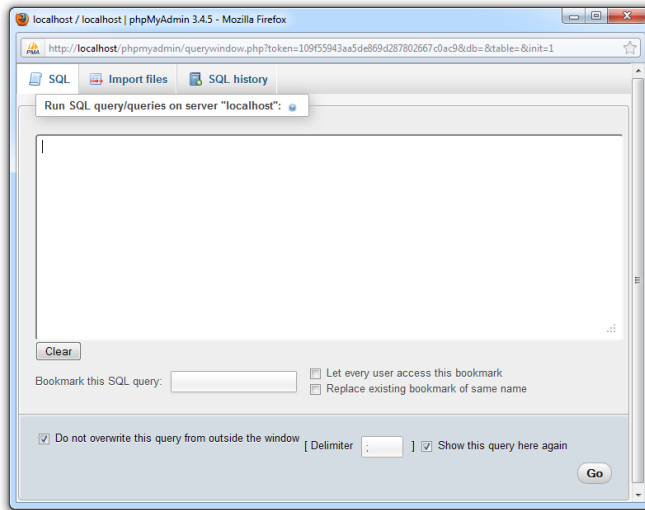 localhost / localhost | phpMyAdmin 3.4.5 - Mozilla Firefox
PMA http://localhost/phpmyadmin/querywindow.php?token=109f55943aa5de869d287802667c0ac9&db=&table=&init=1
SQL Import files SQL history
Run SQL query/queries on server "localhost":
Clear
Bookmark this SQL query:
Let every user access this bookmark
Replace existing bookmark of same name
Do not overwrite this query from outside the window [ Delimiter ; ] Show this query here again
Go